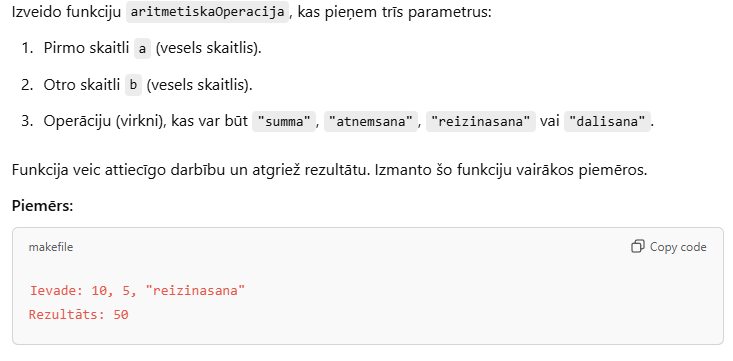 Izveido funkciju aritmetiskaOperacija, kas pieņem trīs parametrus:
1. Pirmo skaitli a (vesels skaitlis).
2. Otro skaitli b (vesels skaitlis).
3. Operāciju (virkni), kas var būt "summa", "atnemsana", "reizinasana" vai "dalisana".
Funkcija veic attiecīgo darbību un atgriež rezultātu. Izmanto šo funkciju vairākos piemēros.
Piemērs:
makefile Copy code
Ievade: 10, 5, "reizinasana"
Rezultāts: 50